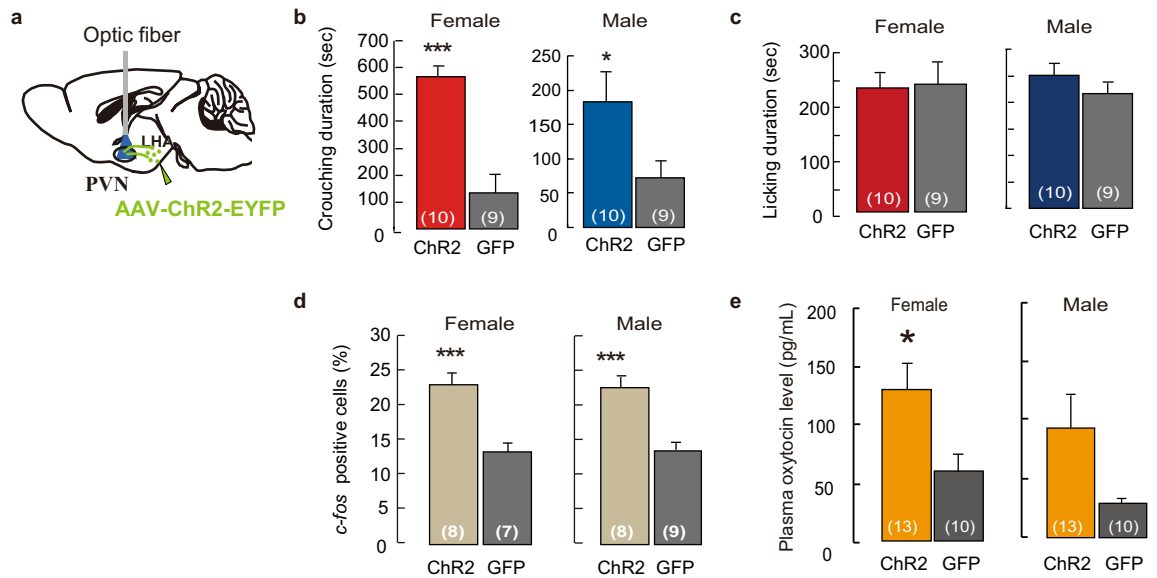 a
Optic fiber
LHA
PVN
AAV-ChR2-EYFP
b
Female
Male
Crouching duration (sec)
700
600
500
400
300
200
100
0
***
(10)
(9)
ChR2
GFP
250
200
150
100
50
0
*
(10)
(9)
ChR2
GFP
c
Female
Male
Licking duration (sec)
300
200
100
0
(10)
(9)
ChR2
GFP
(10)
(9)
ChR2
GFP
d
Female
Male
c-fos positive cells (%)
30
25
20
15
10
5
0
***
(8)
(7)
ChR2
GFP
***
(8)
(9)
ChR2
GFP
e
Female
Male
Plasma oxytocin level (pg/mL)
200
150
100
50
0
*
(13)
(10)
ChR2
GFP
(13)
(10)
ChR2
GFP